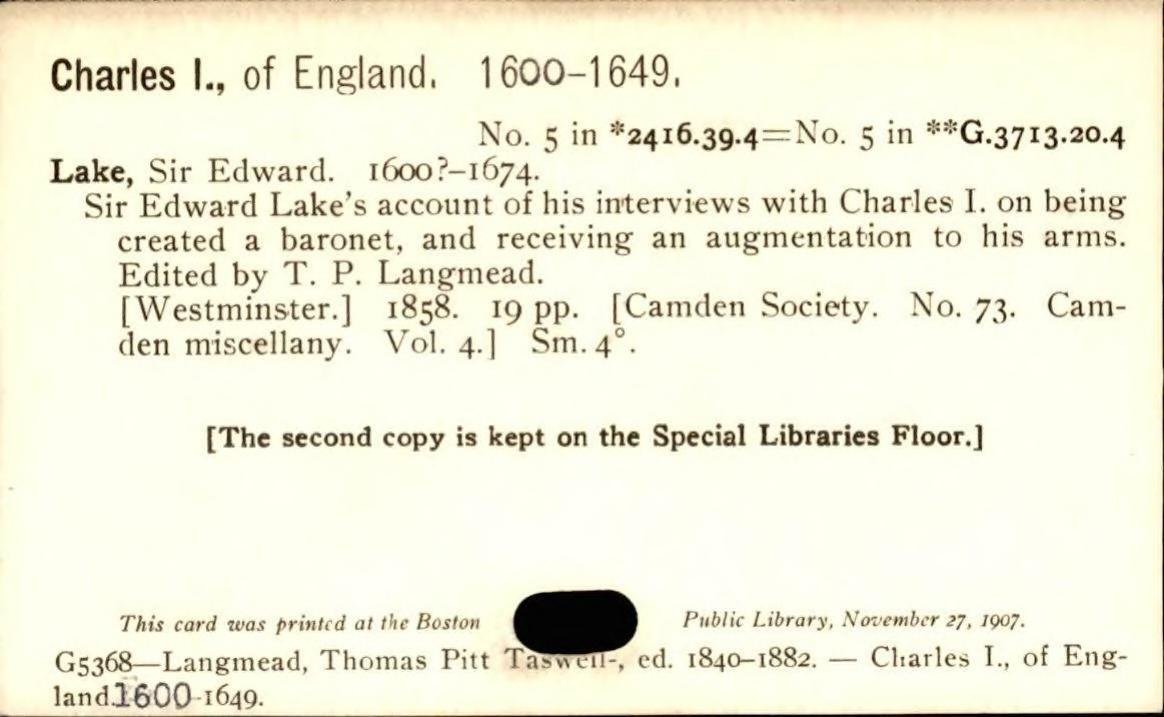 Charles I., of England. 1600-1649.
No. 5 in *2416.39.4=No. 5 in **G.3713.20.4
Lake, Sir Edward. 1600?-1674.
Sir Edward Lake's account of his interviews with Charles I. on being
created a baronet, and receiving an augmentation to his arms.
Edited by T. P. Langmead.
[Westminster.] 1858. 19 pp. [Camden Society. No. 73. Cam-
den miscellany. Vol. 4.] Sm. 4°.
[The second copy is kept on the Special Libraries Floor.]
This card was printed at the Boston Public Library, November 27, 1907.
G5368—Langmead, Thomas Pitt Taswell-, ed. 1840-1882. — Charles I., of Eng-
land.1600-1649.